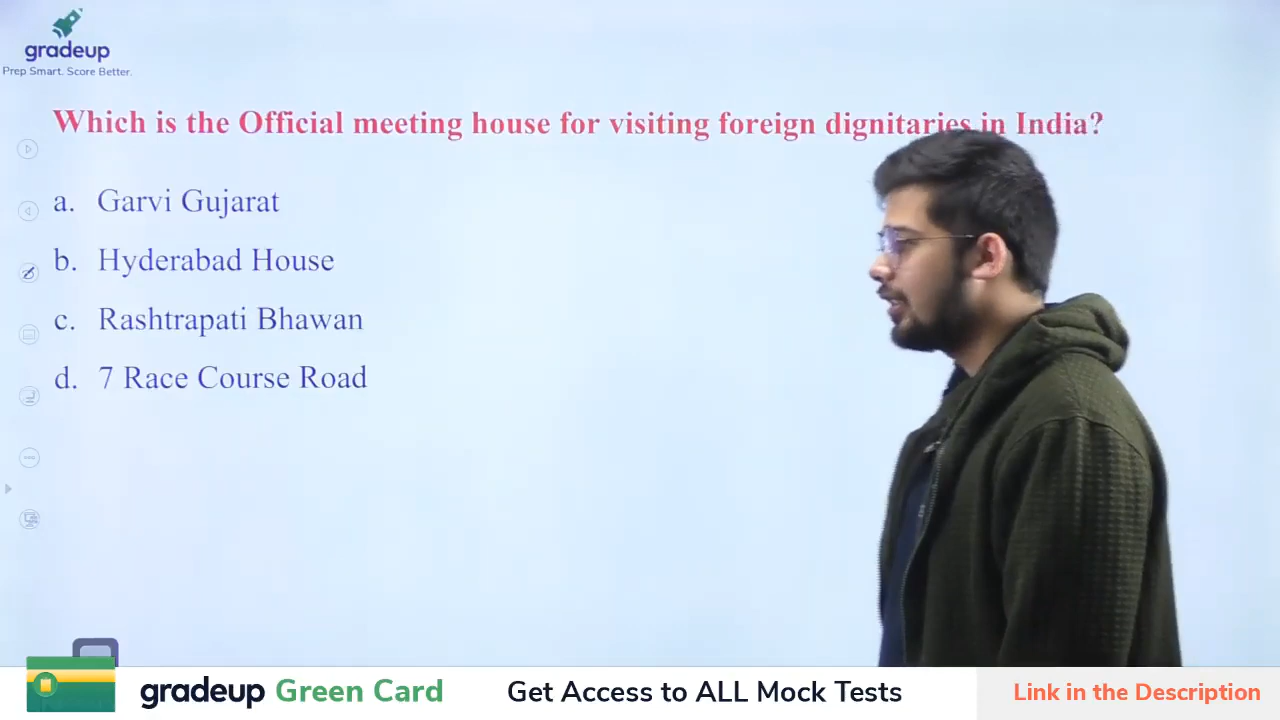 gradeup
Prep Smart. Score Better.
Which is the Official meeting house for visiting foreign dignitaries in India?
a. Garvi Gujarat
b. Hyderabad House
c. Rashtrapati Bhawan
d. 7 Race Course Road
gradeup Green Card Get Access to ALL Mock Tests Link in the Description